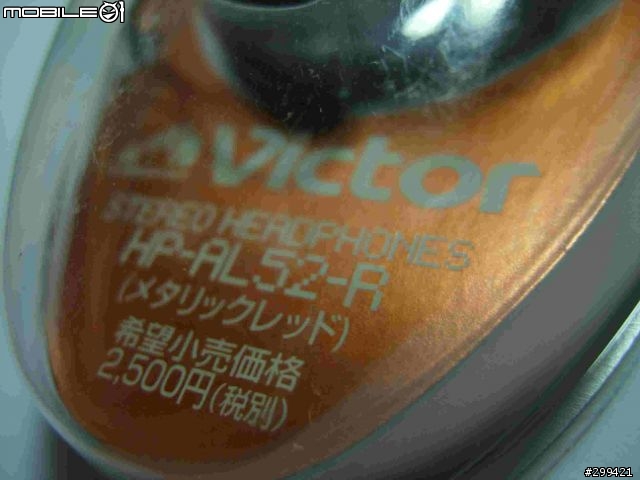 MOBILE01
Victor
STEREO HEADPHONES
HP-AL52-R
(メタリックレッド)
希望小売価格
2,500円(税別)
#299421